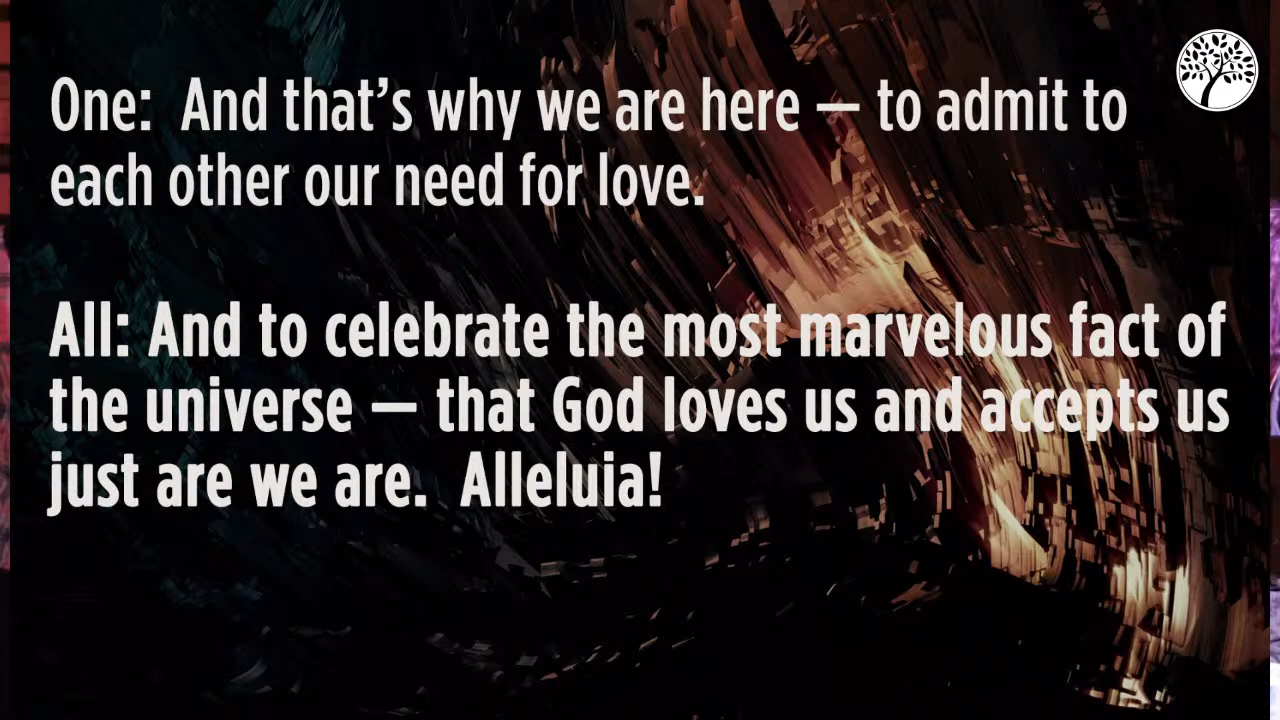 One:  And that’s why we are here — to admit to
each other our need for love.
All: And to celebrate the most marvelous fact of
the universe — that God loves us and accepts us
just are we are.  Alleluia!